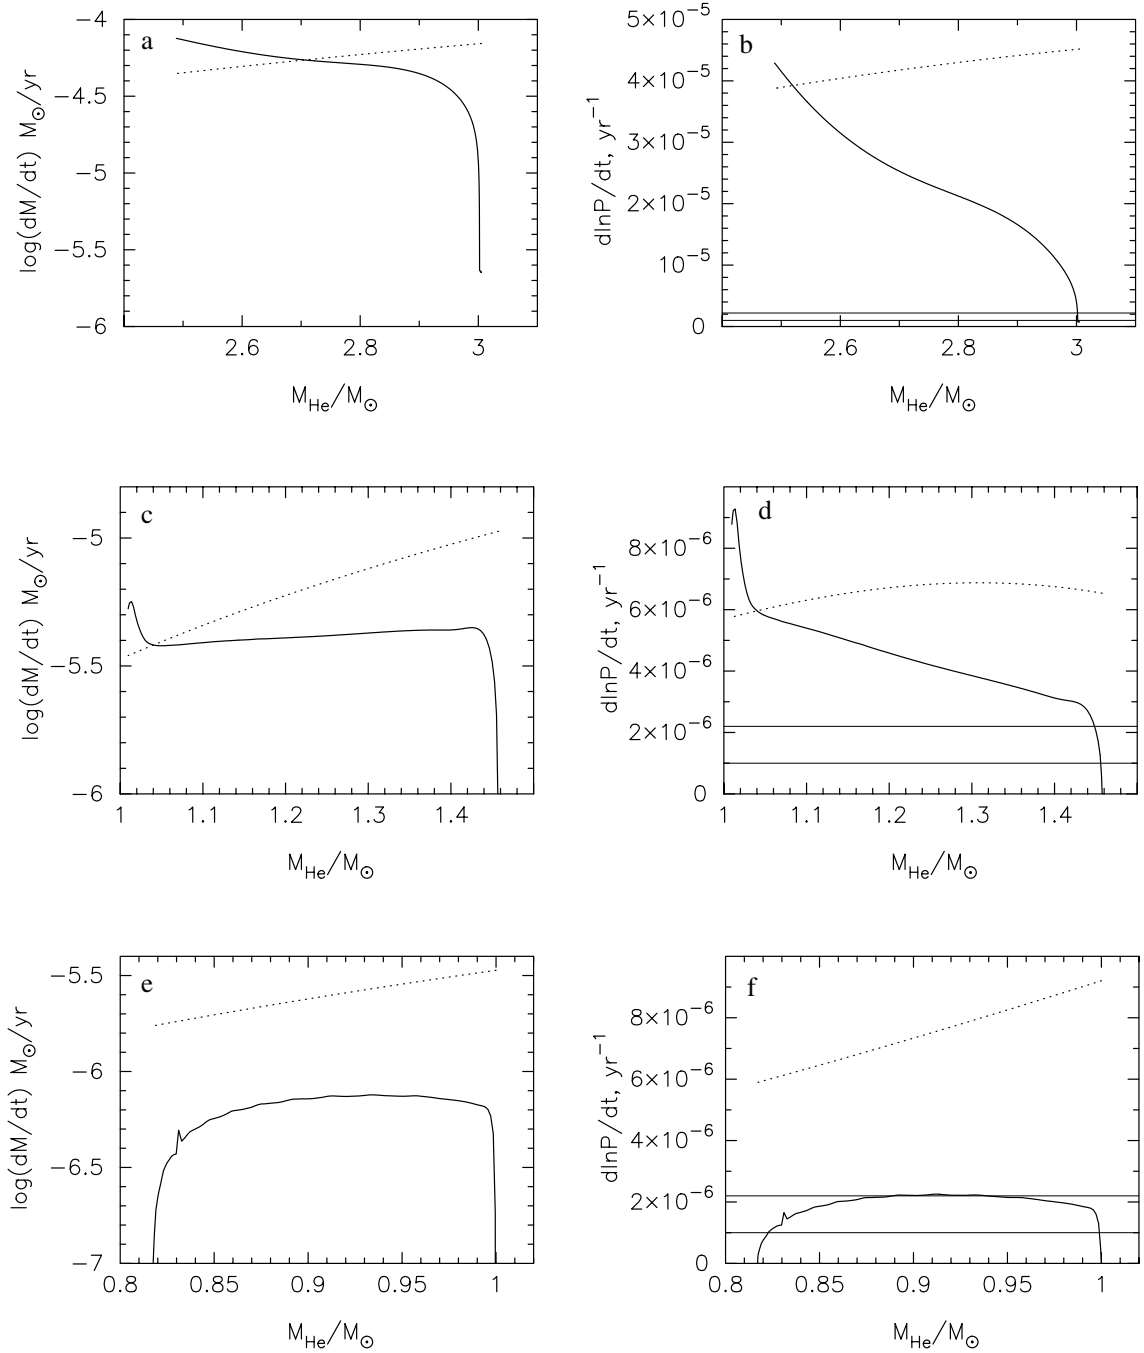 a
−4
−4.5
−5
−5.5
−6
2.6 2.8 3
log(dM/dt) M⊙/yr
M_He/M⊙
b
5×10⁻⁵
4×10⁻⁵
3×10⁻⁵
2×10⁻⁵
10⁻⁵
0
2.6 2.8 3
dlnP/dt, yr⁻¹
M_He/M⊙
c
−5
−5.5
−6
1 1.1 1.2 1.3 1.4
log(dM/dt) M⊙/yr
M_He/M⊙
d
8×10⁻⁶
6×10⁻⁶
4×10⁻⁶
2×10⁻⁶
0
1 1.1 1.2 1.3 1.4
dlnP/dt, yr⁻¹
M_He/M⊙
e
−5.5
−6
−6.5
−7
0.8 0.85 0.9 0.95 1
log(dM/dt) M⊙/yr
M_He/M⊙
f
8×10⁻⁶
6×10⁻⁶
4×10⁻⁶
2×10⁻⁶
0
0.8 0.85 0.9 0.95 1
dlnP/dt, yr⁻¹
M_He/M⊙